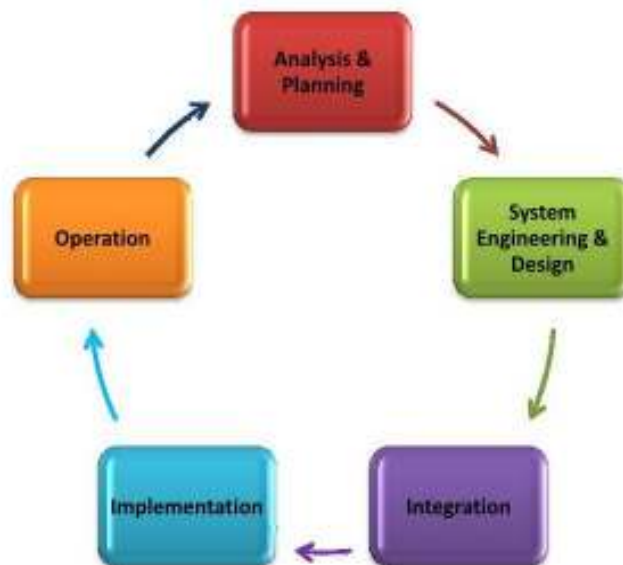 Analysis &
Planning
System
Engineering &
Design
Integration
Implementation
Operation